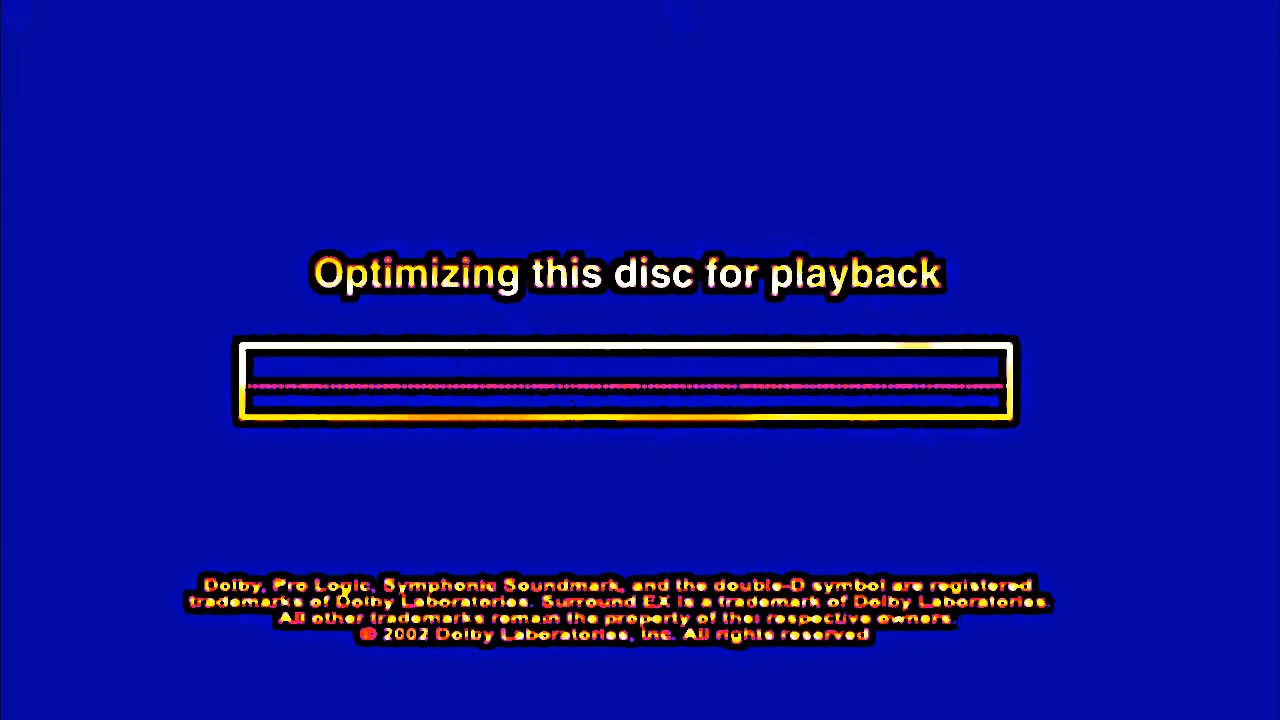 Optimizing this disc for playback
Dolby, Pro Logic, Symphonic Soundmark, and the double-D symbol are registered
trademarks of Dolby Laboratories. Surround EX is a trademark of Dolby Laboratories.
All other trademarks remain the property of their respective owners.
© 2002 Dolby Laboratories, Inc. All rights reserved